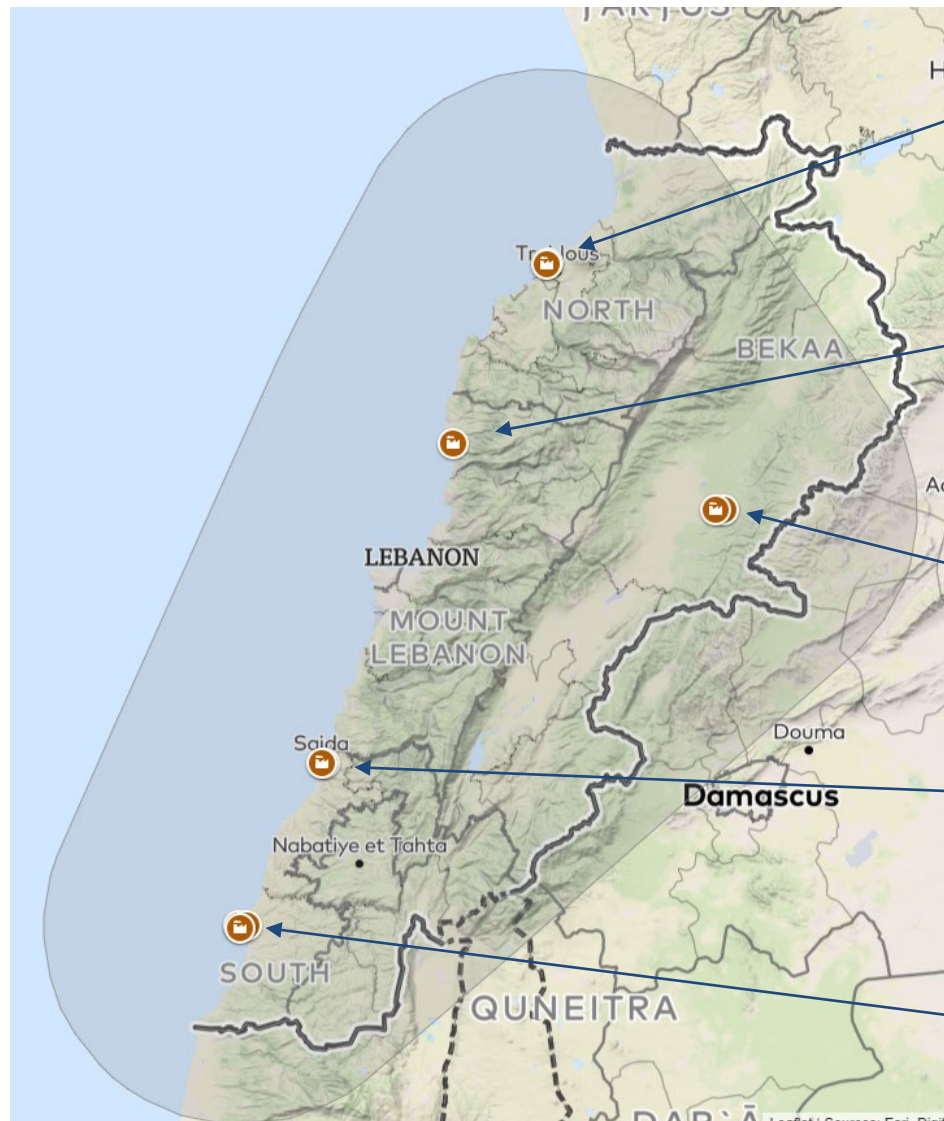 NORTH
BEKAA
LEBANON
MOUNT
LEBANON
Saida
Douma
Damascus
Nabatiye et Tahta
SOUTH
QUNEITRA